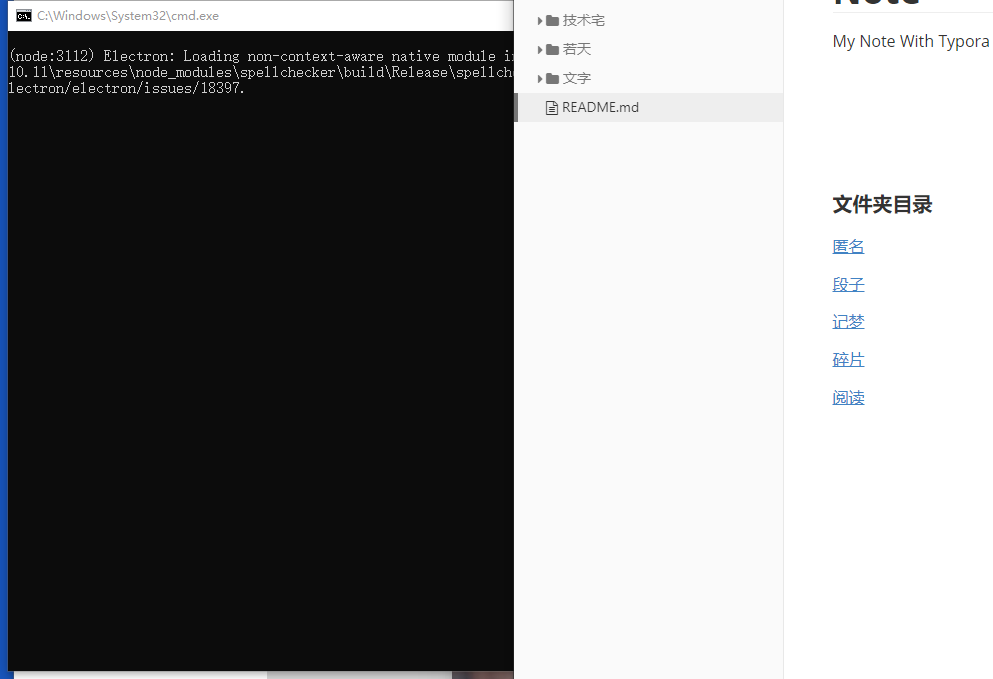 C:\Windows\System32\cmd.exe
(node:3112) Electron: Loading non-context-aware native module in
10.11\resources\node_modules\spellchecker\build\Release\spellch
lectron/electron/issues/18397.
技术宅
若天
文字
README.md
Note
My Note With Typora
文件夹目录
匿名
段子
记梦
碎片
阅读